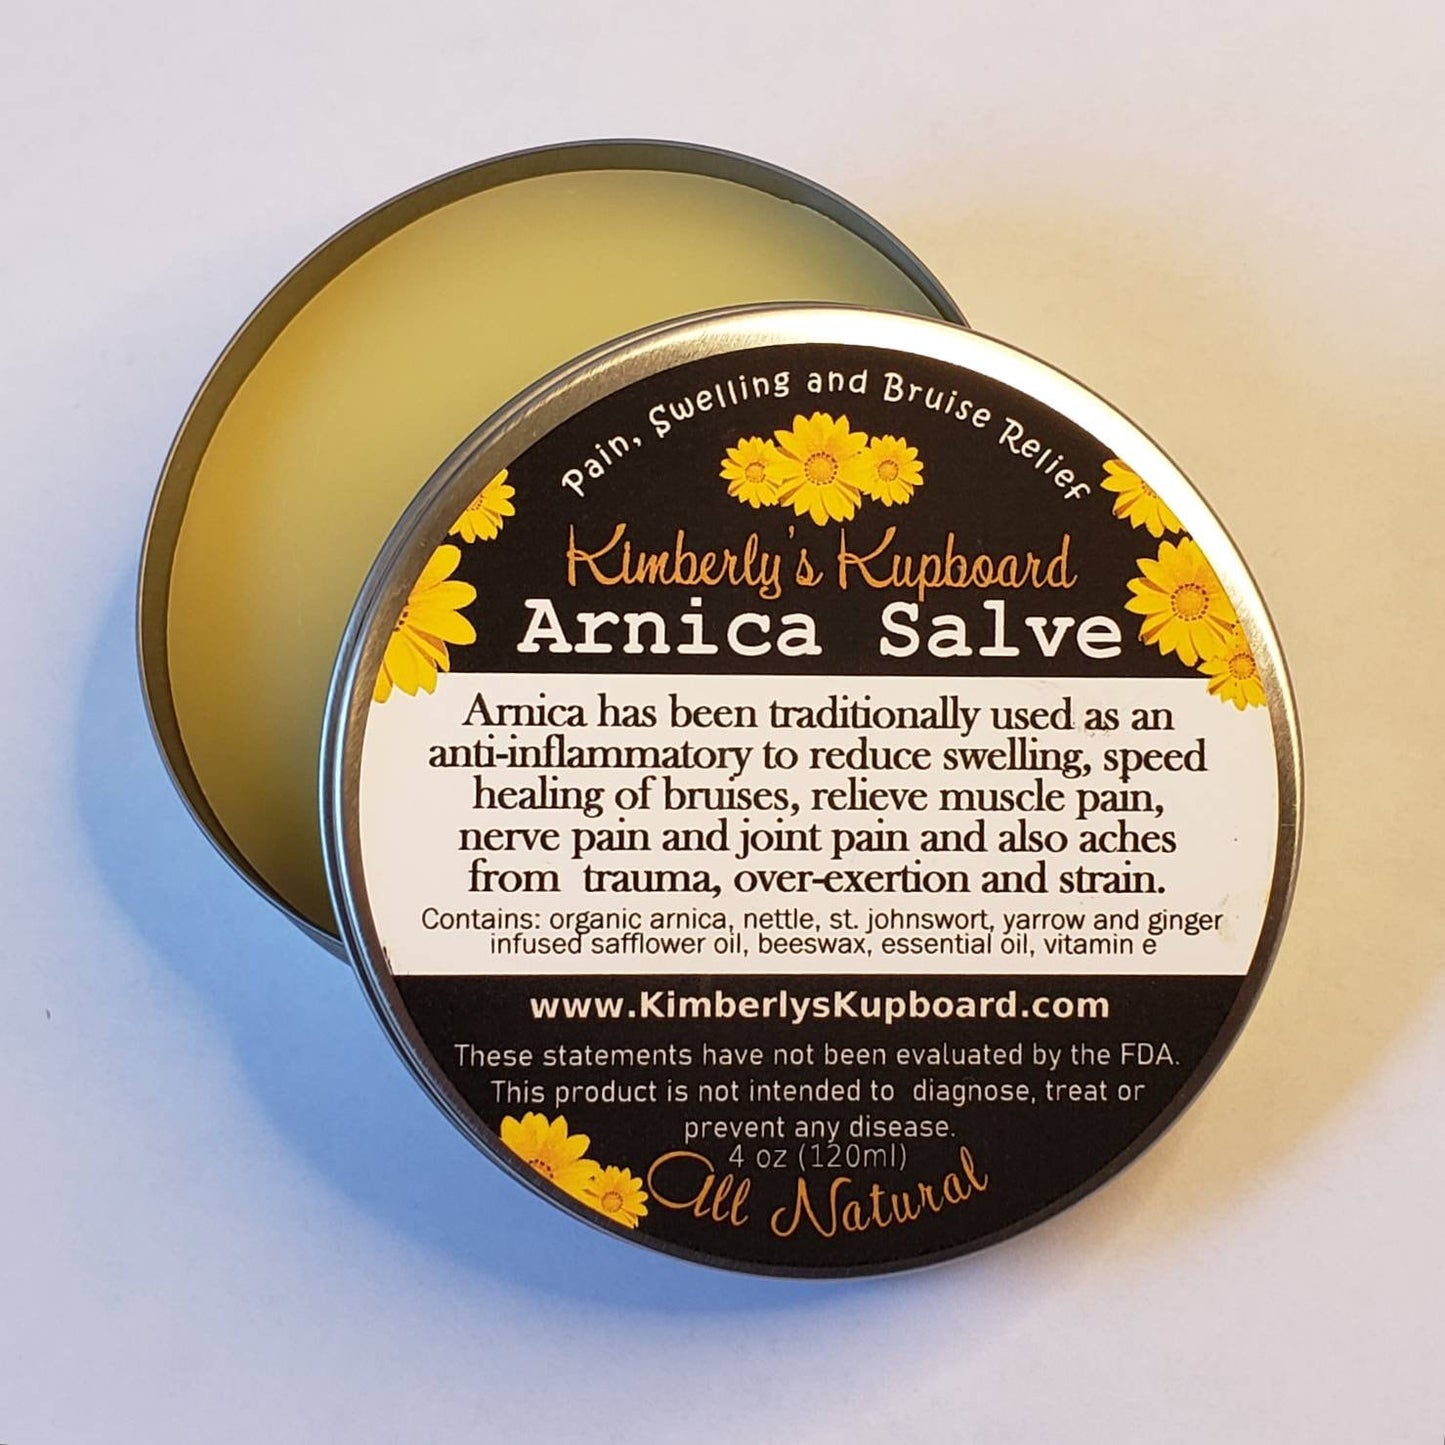 Pain, Swelling and Bruise Relief
Kimberly's Kupboard
Arnica Salve
Arnica has been traditionally used as an
anti-inflammatory to reduce swelling, speed
healing of bruises, relieve muscle pain,
nerve pain and joint pain and also aches
from trauma, over-exertion and strain.
Contains: organic arnica, nettle, st. johnswort, yarrow and ginger
infused safflower oil, beeswax, essential oil, vitamin e
www.KimberlysKupboard.com
These statements have not been evaluated by the FDA.
This product is not intended to diagnose, treat or
prevent any disease.
4 oz (120ml)
All Natural